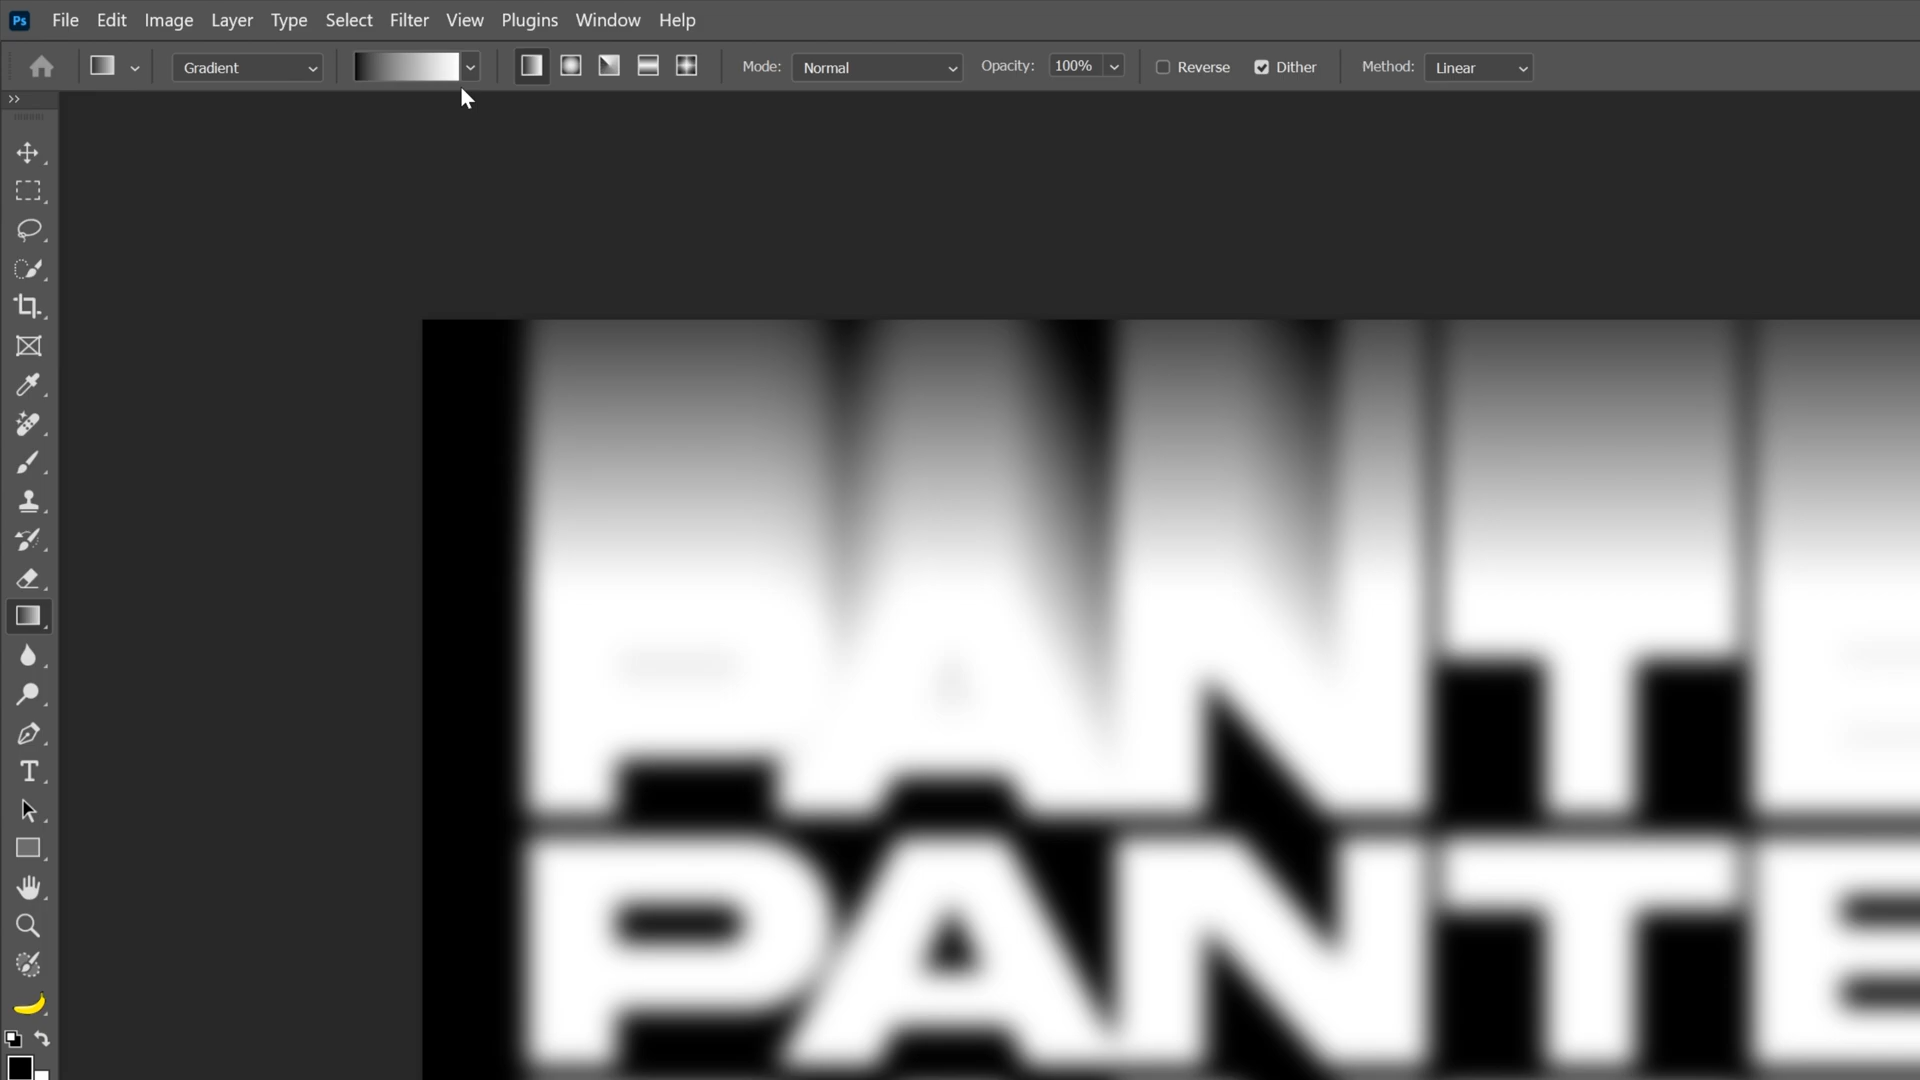 Ps File Edit Image Layer Type Select Filter View Plugins Window Help
Gradient Mode: Normal Opacity: 100% Reverse Dither Method: Linear
PANTE
PANTE